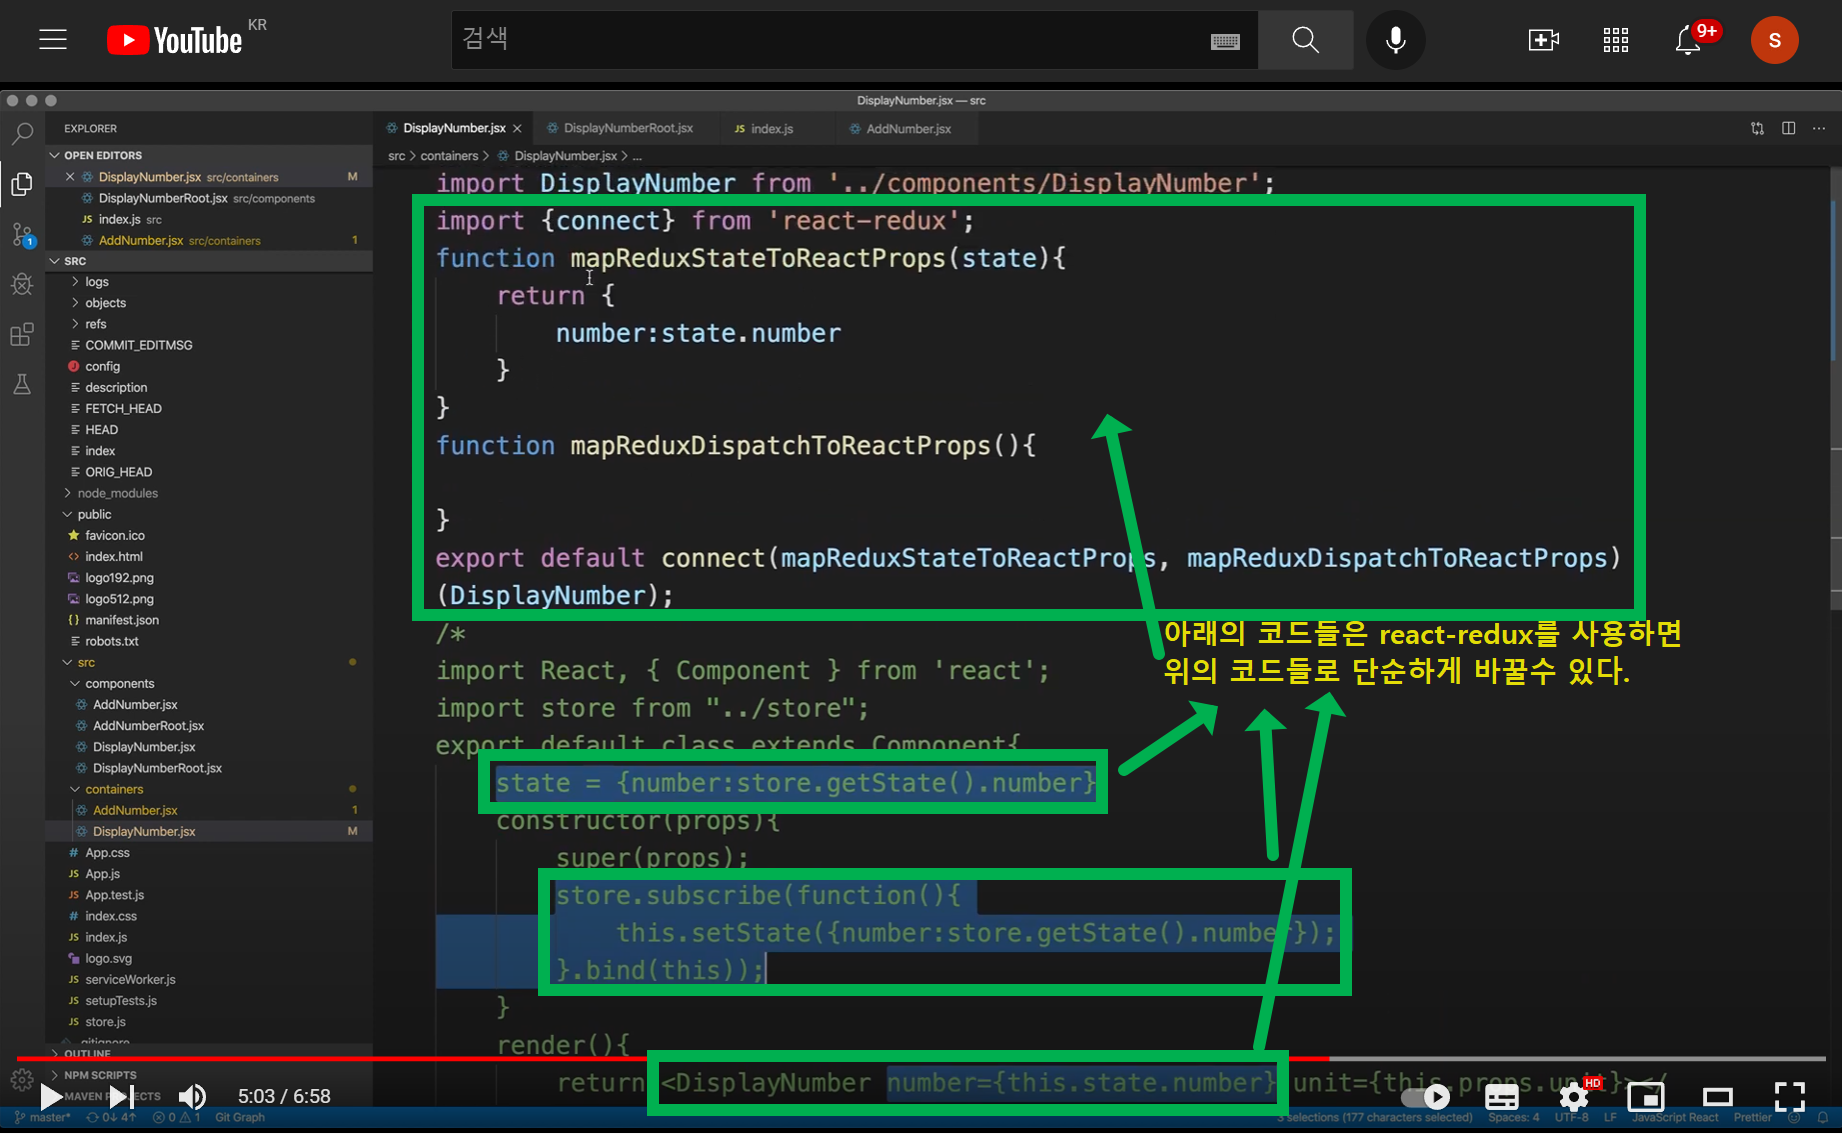 YouTube KR
검색
9+
S
DisplayNumber.jsx — src
EXPLORER
OPEN EDITORS
DisplayNumber.jsx src/containers M
DisplayNumberRoot.jsx src/components
index.js src
AddNumber.jsx src/containers 1
1
SRC
logs
objects
refs
COMMIT_EDITMSG
config
description
FETCH_HEAD
HEAD
index
ORIG_HEAD
node_modules
public
favicon.ico
index.html
logo192.png
logo512.png
manifest.json
robots.txt
src
components
AddNumber.jsx
AddNumberRoot.jsx
DisplayNumber.jsx
DisplayNumberRoot.jsx
containers
AddNumber.jsx 1
DisplayNumber.jsx M
App.css
App.js
App.test.js
index.css
index.js
logo.svg
serviceWorker.js
setupTests.js
store.js
.gitignore
OUTLINE
NPM SCRIPTS
DisplayNumber.jsx DisplayNumberRoot.jsx JS index.js AddNumber.jsx
src > containers > DisplayNumber.jsx > ...
import DisplayNumber from '../components/DisplayNumber';
import {connect} from 'react-redux';
function mapReduxStateToReactProps(state){
return {
number:state.number
}
}
function mapReduxDispatchToReactProps(){
}
export default connect(mapReduxStateToReactProps, mapReduxDispatchToReactProps)
(DisplayNumber);
/*
아래의 코드들은 react-redux를 사용하면
위의 코드들로 단순하게 바꿀수 있다.
import React, { Component } from 'react';
import store from "../store";
export default class extends Component{
state = {number:store.getState().number}
constructor(props){
super(props);
store.subscribe(function(){
this.setState({number:store.getState().number});
}.bind(this));
}
render(){
return <DisplayNumber number={this.state.number} unit={this.props.unit}></
5:03 / 6:58
HD
master* 0↓ 4↑ 0 1 Git Graph
3 selections (177 characters selected) Spaces: 4 UTF-8 LF JavaScript React Prettier